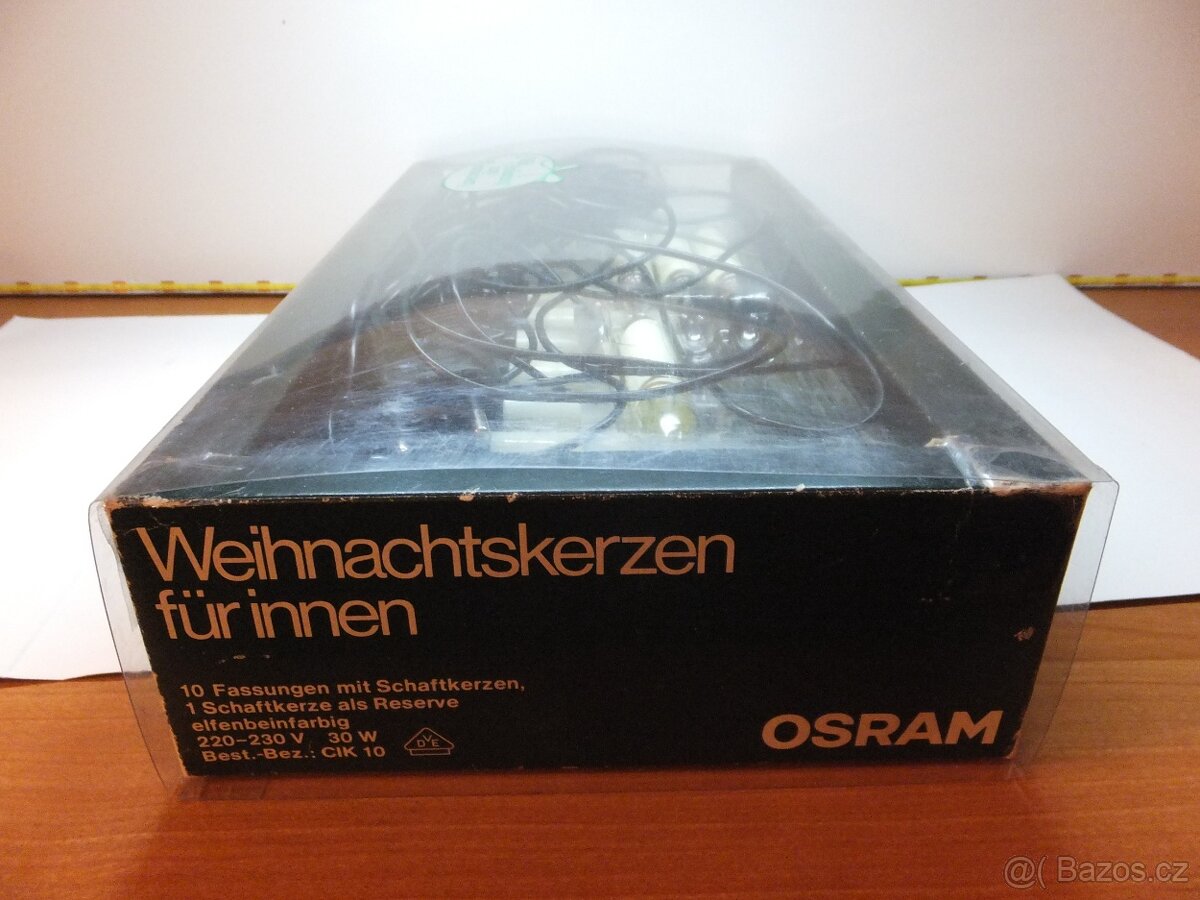 Weihnachtskerzen
für innen
10 Fassungen mit Schaftkerzen,
1 Schaftkerze als Reserve
elfenbeinfarbig
220-230 V 30 W
Best.-Bez.: CIK 10
VDE
OSRAM
@( Bazos.cz